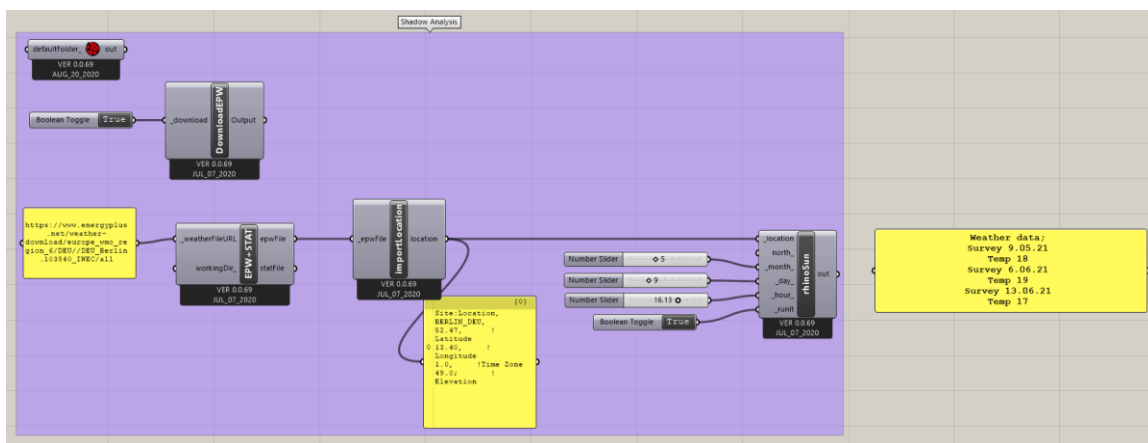 Shadow Analysis
defaultFolder_ out
VER 0.0.69
AUG_20_2020
Boolean Toggle True
_download DownloadEPW Output
VER 0.0.69
JUL_07_2020
https://www.energyplus
.net/weather-
download/europe_wmo_re
gion_6/DEU//DEU_Berlin
.103840_IWEC/all
_weatherFileURL EPW+STAT epwFile
workingDir_ statFile
VER 0.0.69
JUL_07_2020
_epwFile importLocation location
VER 0.0.69
JUL_07_2020
{0}
Site:Location,
BERLIN_DEU,
52.47, !
Latitude
0 13.40, !
Longitude
1.0, !Time Zone
49.0; !
Elevation
Number Slider 5
Number Slider 9
Number Slider 16.13
Boolean Toggle True
_location
north_
_month_
_day_
_hour_
_runIt
rhinoSun
out
VER 0.0.69
JUL_07_2020
Weather data;
Survey 9.05.21
Temp 18
Survey 6.06.21
Temp 19
Survey 13.06.21
Temp 17